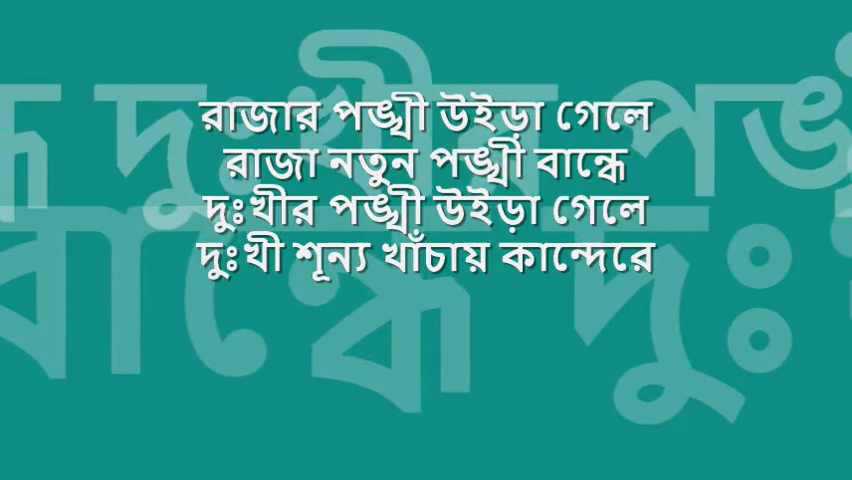 রাজার পঙ্খী উইড়া গেলে
রাজা নতুন পঙ্খী বান্ধে
দুঃখীর পঙ্খী উইড়া গেলে
দুঃখী শূন্য খাঁচায় কান্দেরে